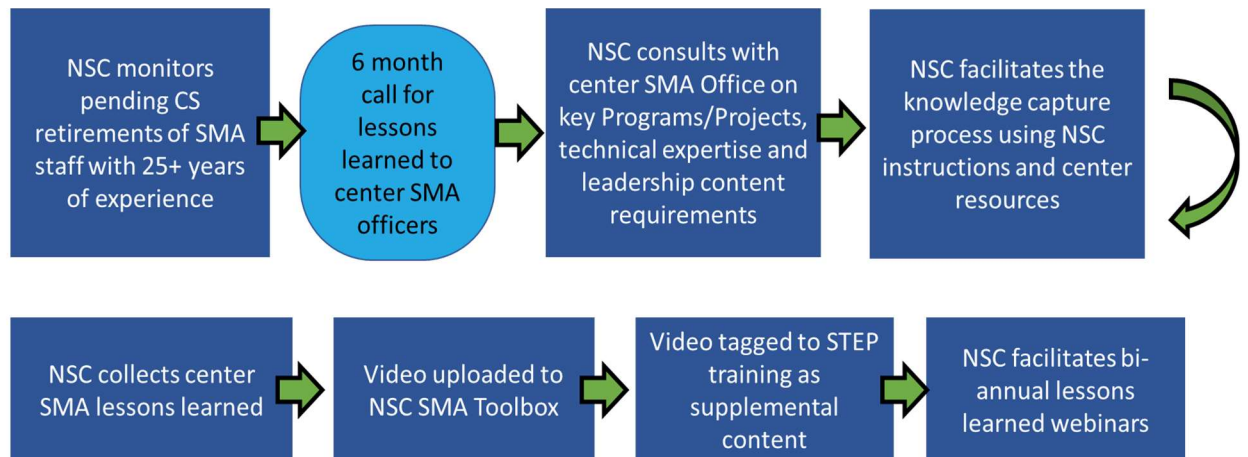 NSC monitors
pending CS
retirements of SMA
staff with 25+ years
of experience
6 month
call for
lessons
learned to
center SMA
officers
NSC consults with
center SMA Office on
key Programs/Projects,
technical expertise and
leadership content
requirements
NSC facilitates the
knowledge capture
process using NSC
instructions and center
resources
NSC collects center
SMA lessons learned
Video uploaded to
NSC SMA Toolbox
Video tagged to STEP
training as
supplemental
content
NSC facilitates bi-
annual lessons
learned webinars